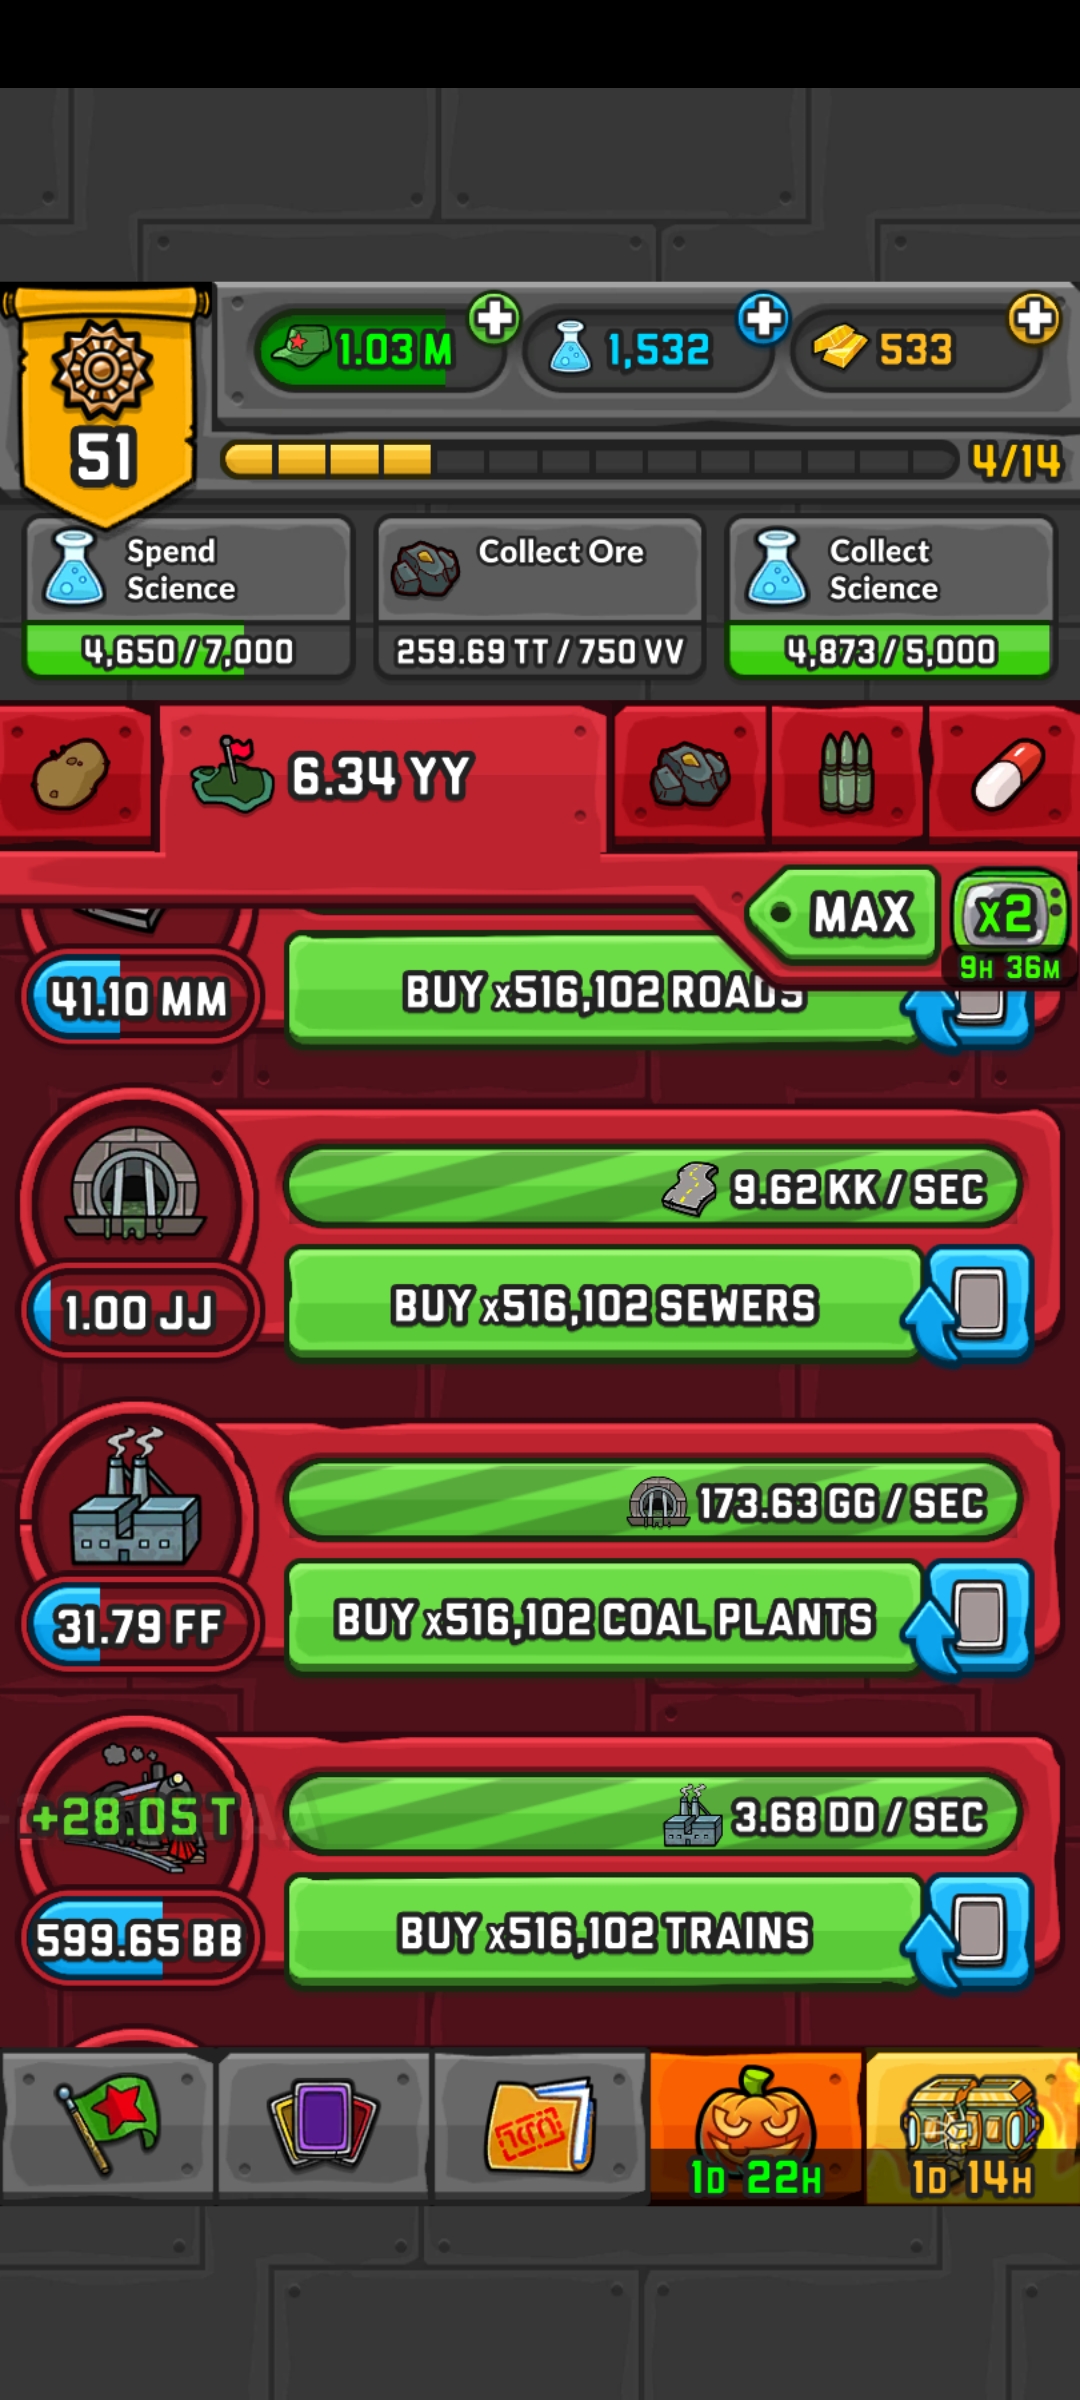 1.03 M
1,532
533
51
4/14
Spend
Science
4,650 / 7,000
Collect Ore
259.69 TT / 750 VV
Collect
Science
4,873 / 5,000
6.34 YY
MAX
x2
9H 36M
41.10 MM
BUY x516,102 ROADS
9.62 KK / SEC
1.00 JJ
BUY x516,102 SEWERS
173.63 GG / SEC
31.79 FF
BUY x516,102 COAL PLANTS
+28.05 T
3.68 DD / SEC
599.65 BB
BUY x516,102 TRAINS
1D 22H
1D 14H